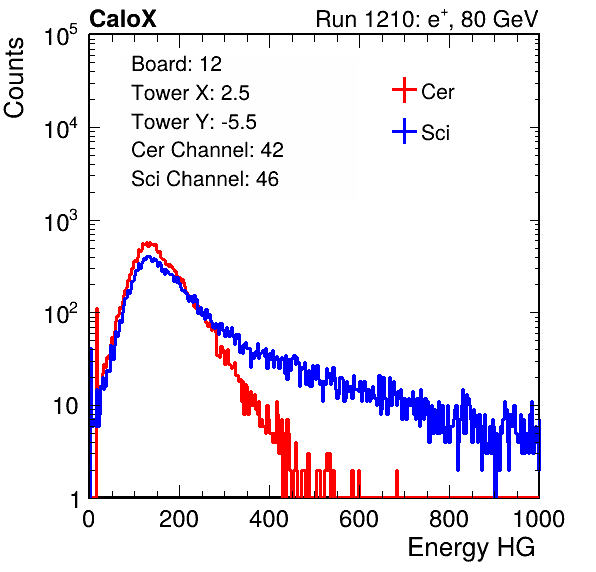 CaloX Run 1210: e⁺, 80 GeV
Counts
Board: 12
Tower X: 2.5
Tower Y: -5.5
Cer Channel: 42
Sci Channel: 46
Cer
Sci
10⁵
10⁴
10³
10²
10
1
0 200 400 600 800 1000
Energy HG